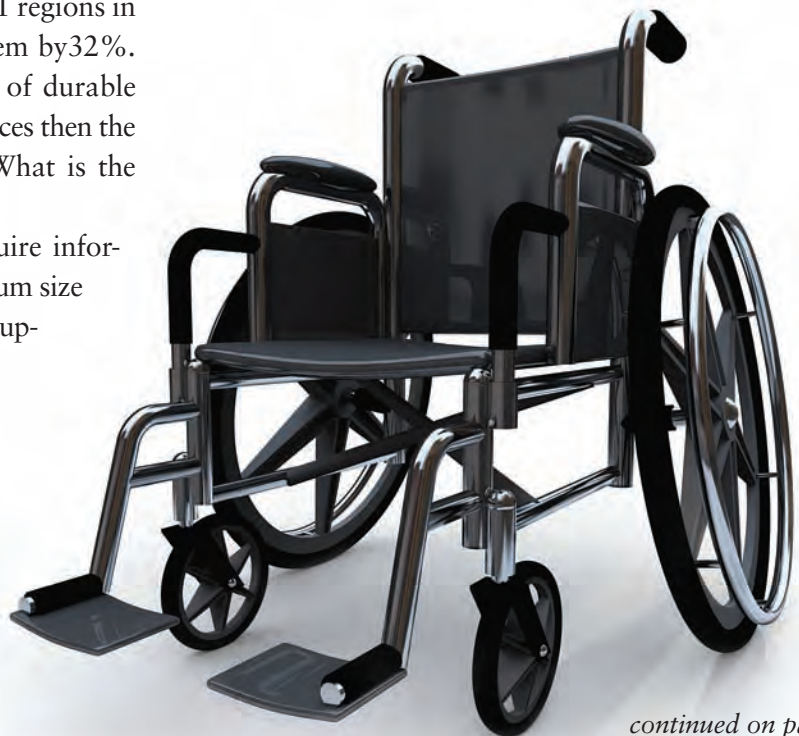 regions in
em by32%.
of durable
ces then the
What is the
uire infor-
um size
up-
continued on pa